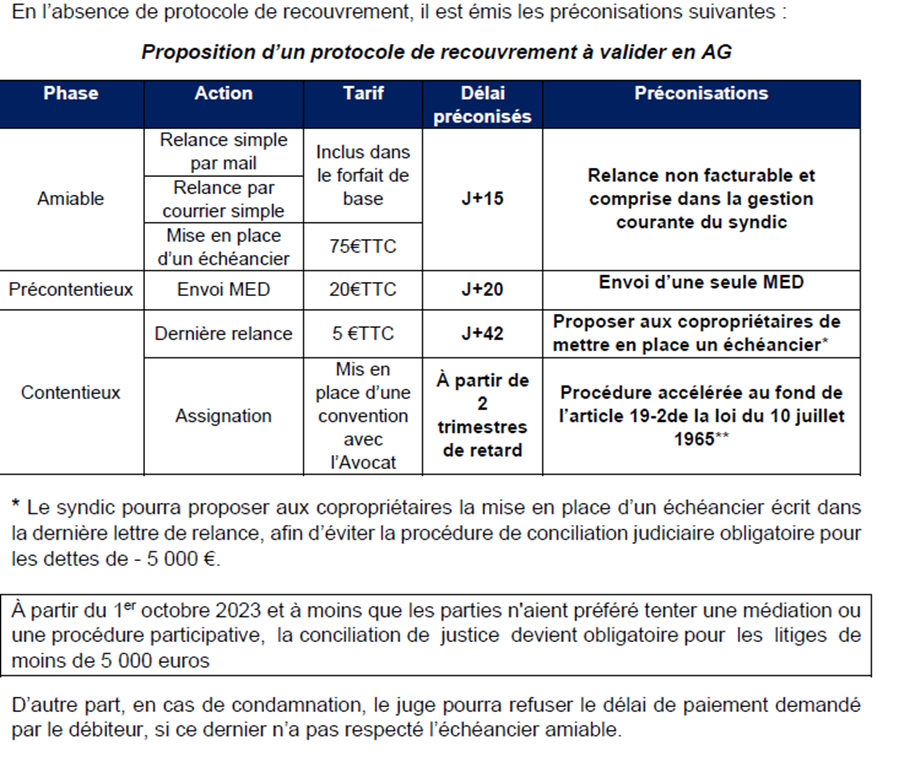 En l’absence de protocole de recouvrement, il est émis les préconisations suivantes :
Proposition d’un protocole de recouvrement à valider en AG
Phase
Action
Tarif
Délai
préconisés
Préconisations
Amiable
Relance simple
par mail
Relance par
courrier simple
Mise en place
d’un échéancier
Inclus dans
le forfait de
base
75€TTC
J+15
Relance non facturable et
comprise dans la gestion
courante du syndic
Précontentieux
Envoi MED
20€TTC
J+20
Envoi d’une seule MED
Contentieux
Dernière relance
5 €TTC
J+42
Proposer aux copropriétaires de
mettre en place un échéancier*
Assignation
Mis en
place d’une
convention
avec
l’Avocat
À partir de
2
trimestres
de retard
Procédure accélérée au fond de
l’article 19-2de la loi du 10 juillet
1965**
* Le syndic pourra proposer aux copropriétaires la mise en place d’un échéancier écrit dans
la dernière lettre de relance, afin d’éviter la procédure de conciliation judiciaire obligatoire pour
les dettes de - 5 000 €.
À partir du 1er octobre 2023 et à moins que les parties n'aient préféré tenter une médiation ou
une procédure participative, la conciliation de justice devient obligatoire pour les litiges de
moins de 5 000 euros
D’autre part, en cas de condamnation, le juge pourra refuser le délai de paiement demandé
par le débiteur, si ce dernier n’a pas respecté l’échéancier amiable.